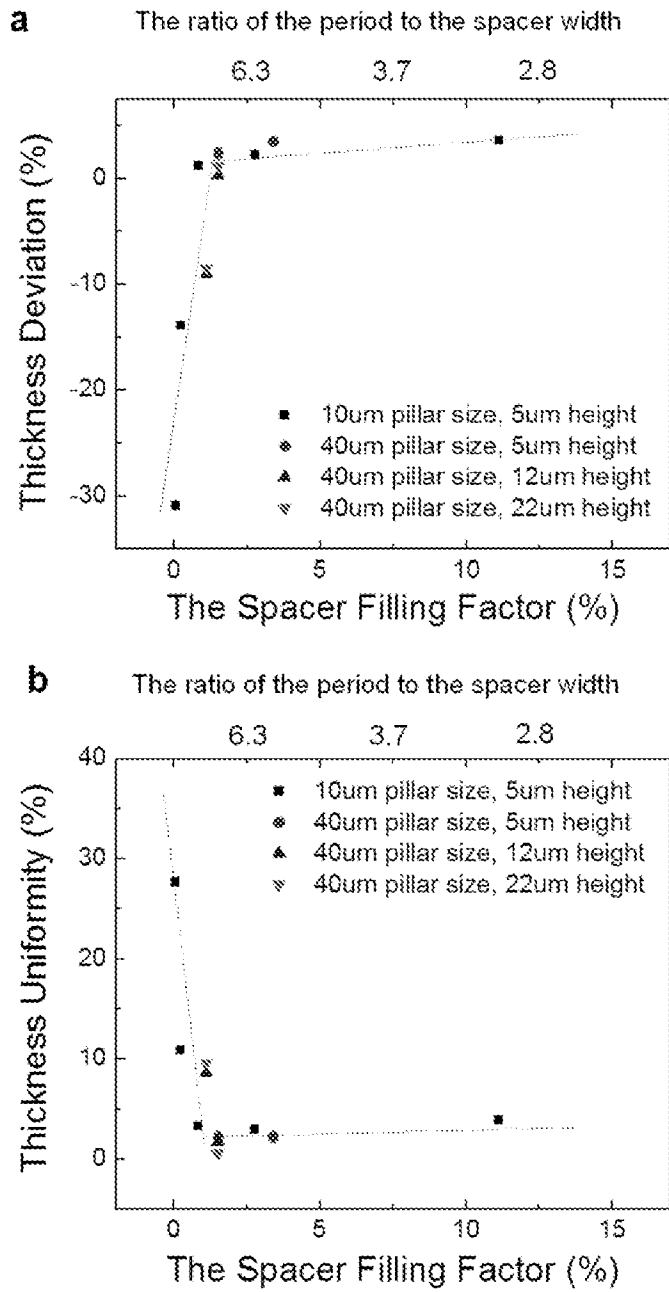 a
The ratio of the period to the spacer width
6.3 3.7 2.8
Thickness Deviation (%)
0
-10
-20
-30
10um pillar size, 5um height
40um pillar size, 5um height
40um pillar size, 12um height
40um pillar size, 22um height
0 5 10 15
The Spacer Filling Factor (%)
b
The ratio of the period to the spacer width
6.3 3.7 2.8
Thickness Uniformity (%)
40
30
20
10
0
10um pillar size, 5um height
40um pillar size, 5um height
40um pillar size, 12um height
40um pillar size, 22um height
0 5 10 15
The Spacer Filling Factor (%)